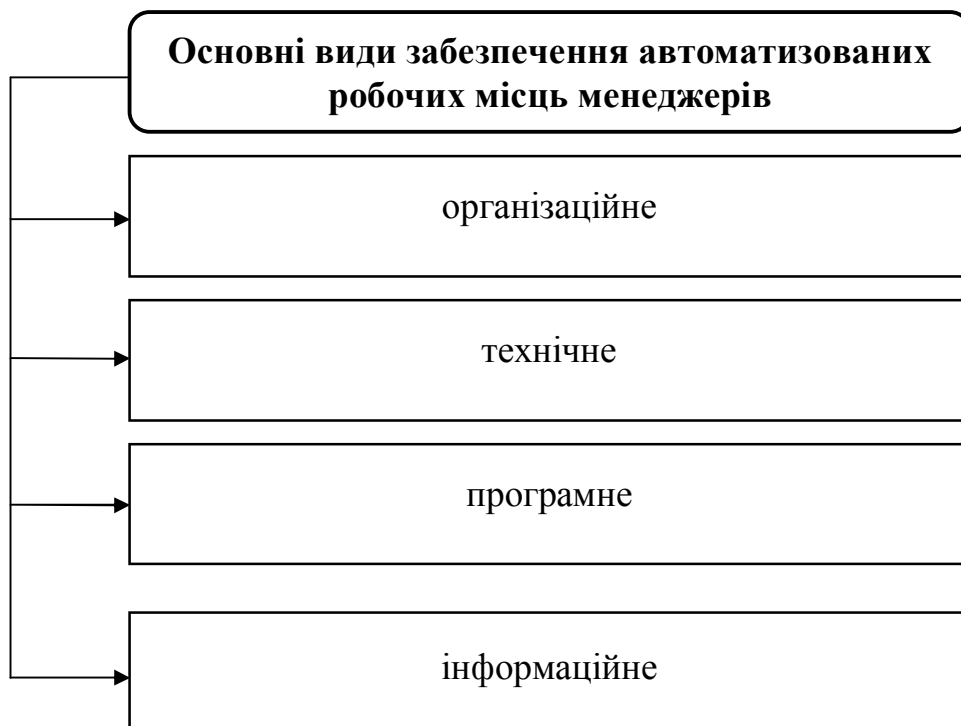 Основні види забезпечення автоматизованих
робочих місць менеджерів
організаційне
технічне
програмне
інформаційне